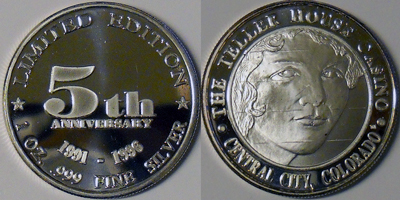 LIMITED EDITION
5th
ANNIVERSARY
1991 - 1996
1 OZ. .999 FINE SILVER
THE TELLER HOUSE CASINO
CENTRAL CITY, COLORADO